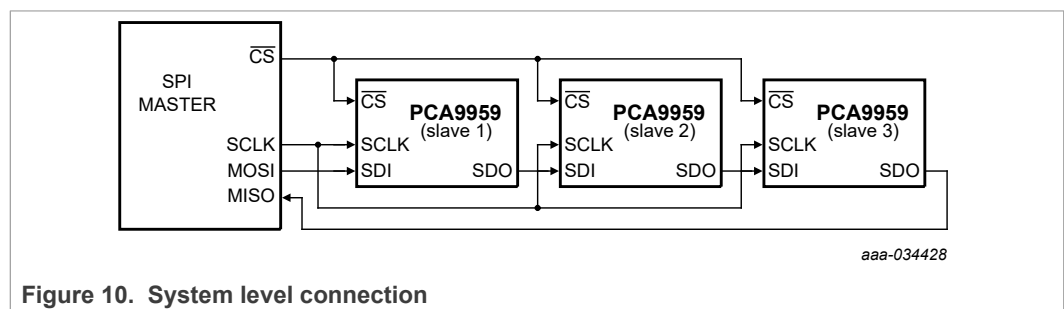 SPI
MASTER
CS
SCLK
MOSI
MISO
CS
PCA9959
(slave 1)
SCLK
SDI
SDO
CS
PCA9959
(slave 2)
SCLK
SDI
SDO
CS
PCA9959
(slave 3)
SCLK
SDI
SDO
aaa-034428
Figure 10. System level connection